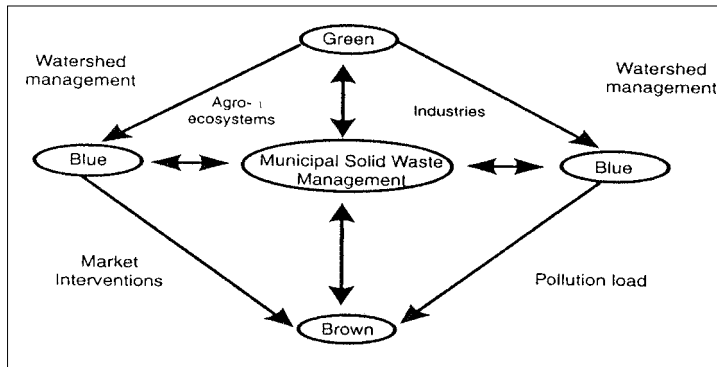 Green
Watershed
management
Watershed
management
Agro-
ecosystems
Industries
Blue
Municipal Solid Waste
Management
Blue
Market
Interventions
Pollution load
Brown